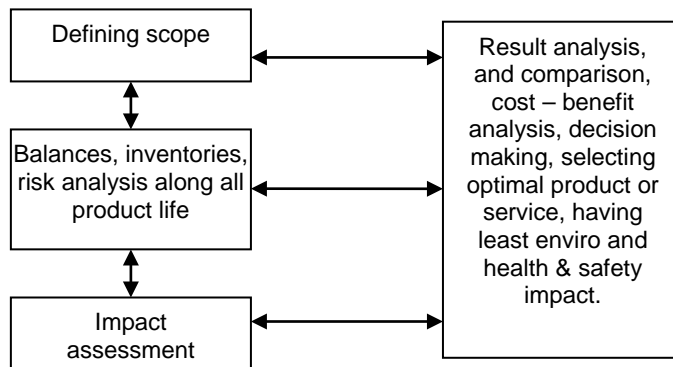 Defining scope
Balances, inventories,
risk analysis along all
product life
Impact
assessment
Result analysis,
and comparison,
cost – benefit
analysis, decision
making, selecting
optimal product or
service, having
least enviro and
health & safety
impact.